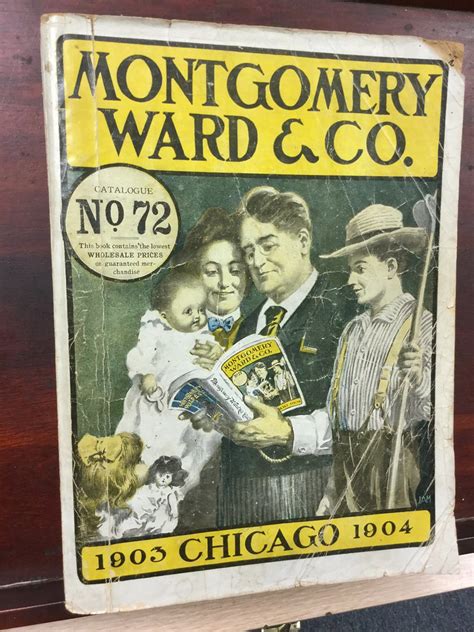 MONTGOMERY
WARD & CO.
CATALOGUE
No 72
This book contains the lowest
WHOLESALE PRICES
on guaranteed mer-
chandise
MONTGOMERY
WARD & CO.
1903 CHICAGO 1904